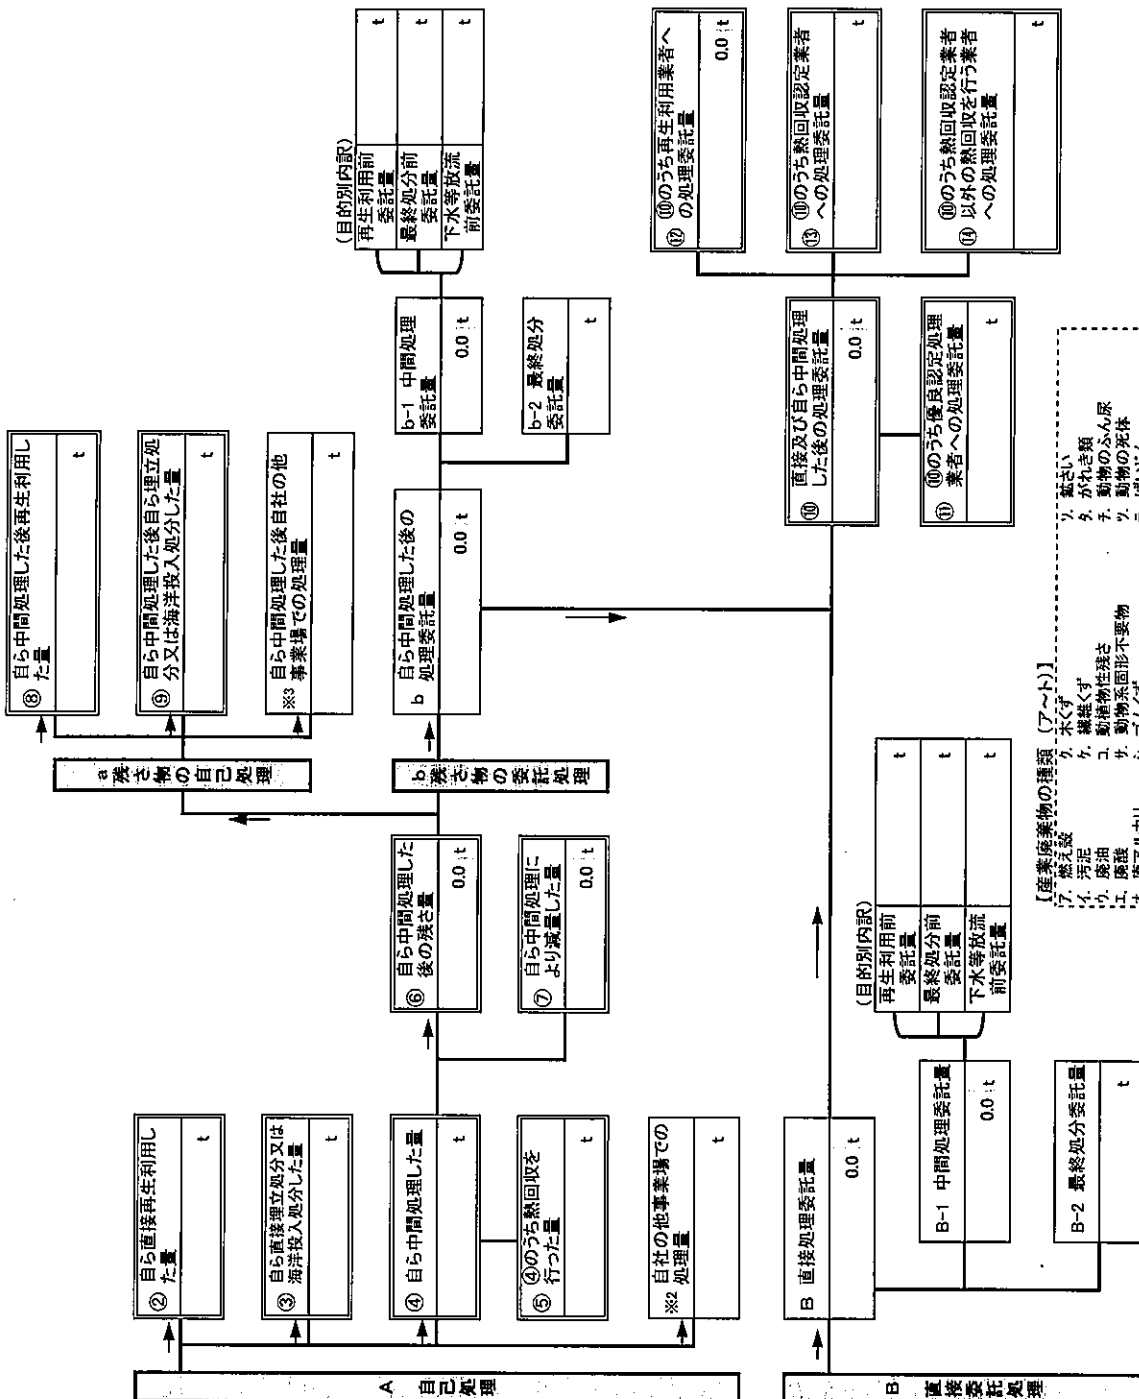 A 自己処理
② 自ら直接再生利用し
た量
t
③ 自ら直接埋立処分又は
海洋投入処分した量
t
④ 自ら中間処理した量
t
⑤ ④のうち熱回収を
行った量
t
※2 自社の他事業場での
処理量
t
⑥ 自ら中間処理した
後の残さ量
0.0 t
⑦ 自ら中間処理に
より減量した量
0.0 t
a 残さ物の自己処理
⑧ 自ら中間処理した後再生利用し
た量
t
⑨ 自ら中間処理した後自ら埋立処
分又は海洋投入処分した量
t
※3 自ら中間処理した後自社の他
事業場での処理量
t
b 残さ物の委託処理
b 自ら中間処理した後の
処理委託量
0.0 t
b-1 中間処理
委託量
0.0 t
b-2 最終処分
委託量
t
(目的別内訳)
再生利用前
委託量
t
最終処分前
委託量
t
下水等放流
前委託量
t
B 直接委託処理
B 直接処理委託量
0.0 t
B-1 中間処理委託量
0.0 t
B-2 最終処分委託量
t
(目的別内訳)
再生利用前
委託量
t
最終処分前
委託量
t
下水等放流
前委託量
t
⑩ 直接及び自ら中間処理
した後の処理委託量
0.0 t
⑪ ⑩のうち優良認定処理
業者への処理委託量
t
⑫ ⑩のうち再生利用業者へ
の処理委託量
0.0 t
⑬ ⑩のうち熱回収認定業者
への処理委託量
t
⑭ ⑩のうち熱回収認定業者
以外の熱回収を行う業者
への処理委託量
t
【産業廃棄物の種類 (ア~ト)】
ア. 燃え殻 ク. 木くず ソ. 鉱さい
イ. 汚泥 ケ. 繊維くず タ. がれき類
ウ. 廃油 コ. 動植物性残さ チ. 動物のふん尿
エ. 廃酸 サ. 動物系固形不要物 ツ. 動物の死体